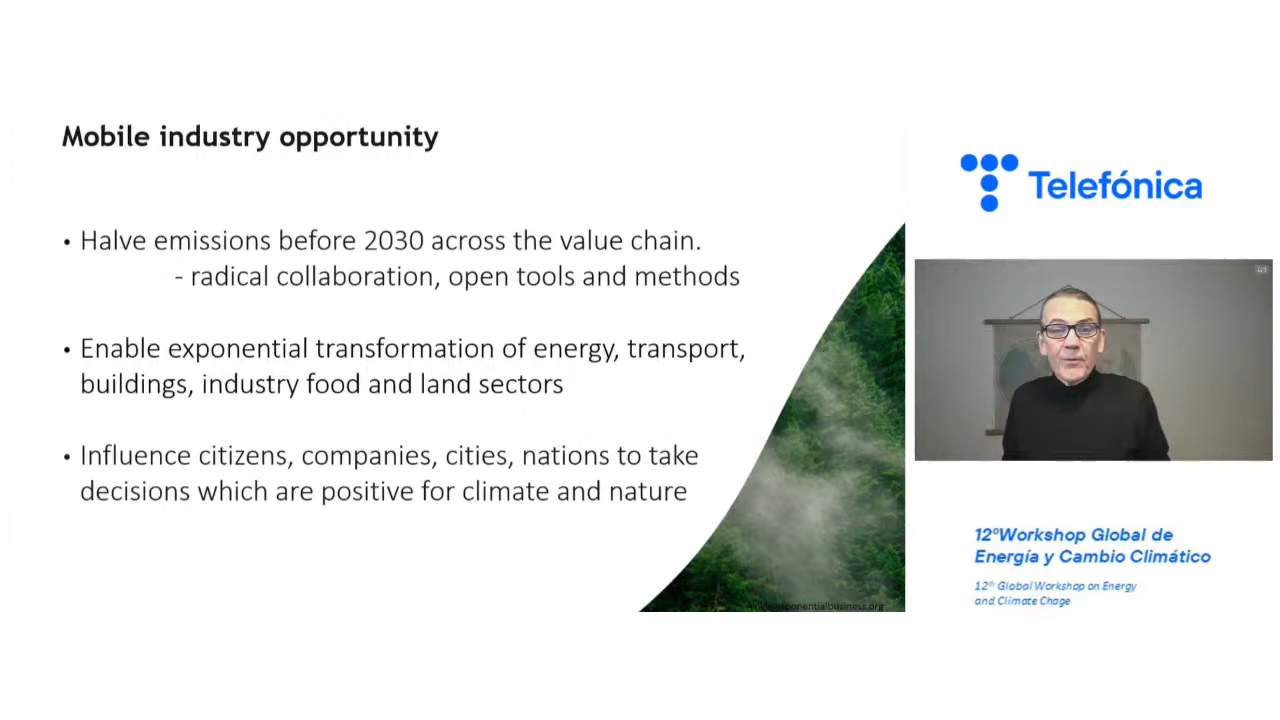 Mobile industry opportunity
• Halve emissions before 2030 across the value chain.
- radical collaboration, open tools and methods
• Enable exponential transformation of energy, transport,
buildings, industry food and land sectors
• Influence citizens, companies, cities, nations to take
decisions which are positive for climate and nature
Telefónica
12ºWorkshop Global de
Energía y Cambio Climático
12th Global Workshop on Energy
and Climate Chage